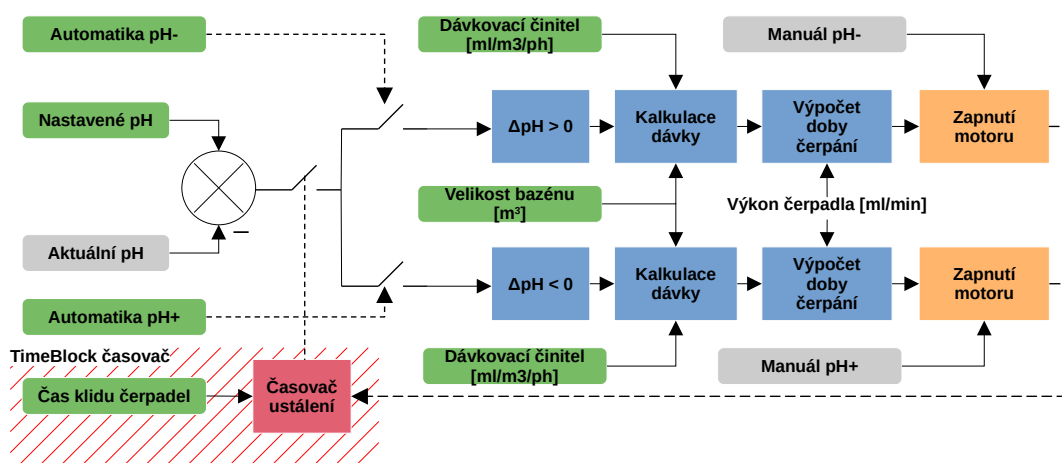 Automatika pH-
Dávkovací činitel
[ml/m3/ph]
Manuál pH-
Nastavené pH
ΔpH > 0
Kalkulace
dávky
Výpočet
doby
čerpání
Zapnutí
motoru
Velikost bazénu
[m³]
Výkon čerpadla [ml/min]
Aktuální pH
ΔpH < 0
Kalkulace
dávky
Výpočet
doby
čerpání
Zapnutí
motoru
Automatika pH+
TimeBlock časovač
Dávkovací činitel
[ml/m3/ph]
Manuál pH+
Čas klidu čerpadel
Časovač
ustálení